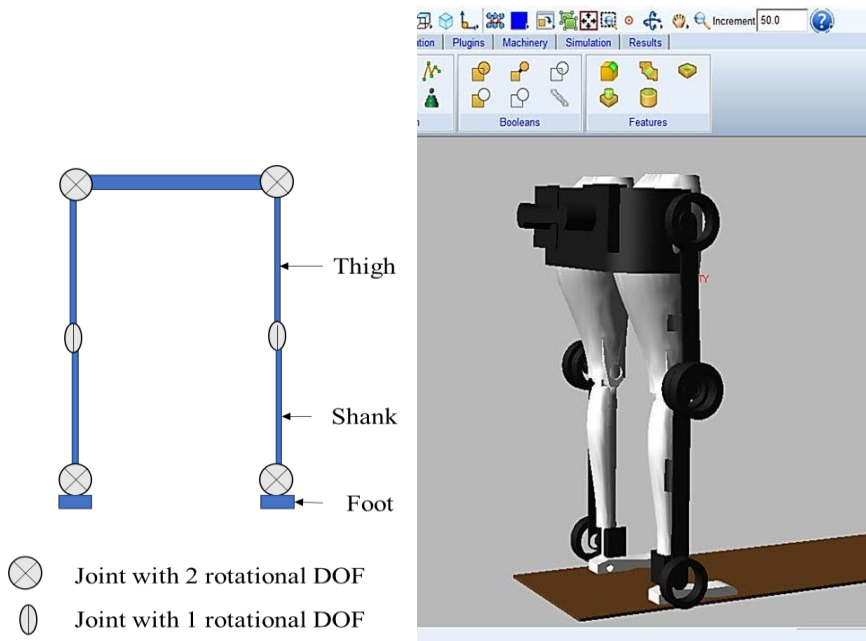 Thigh
Shank
Foot
Joint with 2 rotational DOF
Joint with 1 rotational DOF
Increment 50.0
Plugins Machinery Simulation Results
Booleans Features
TY